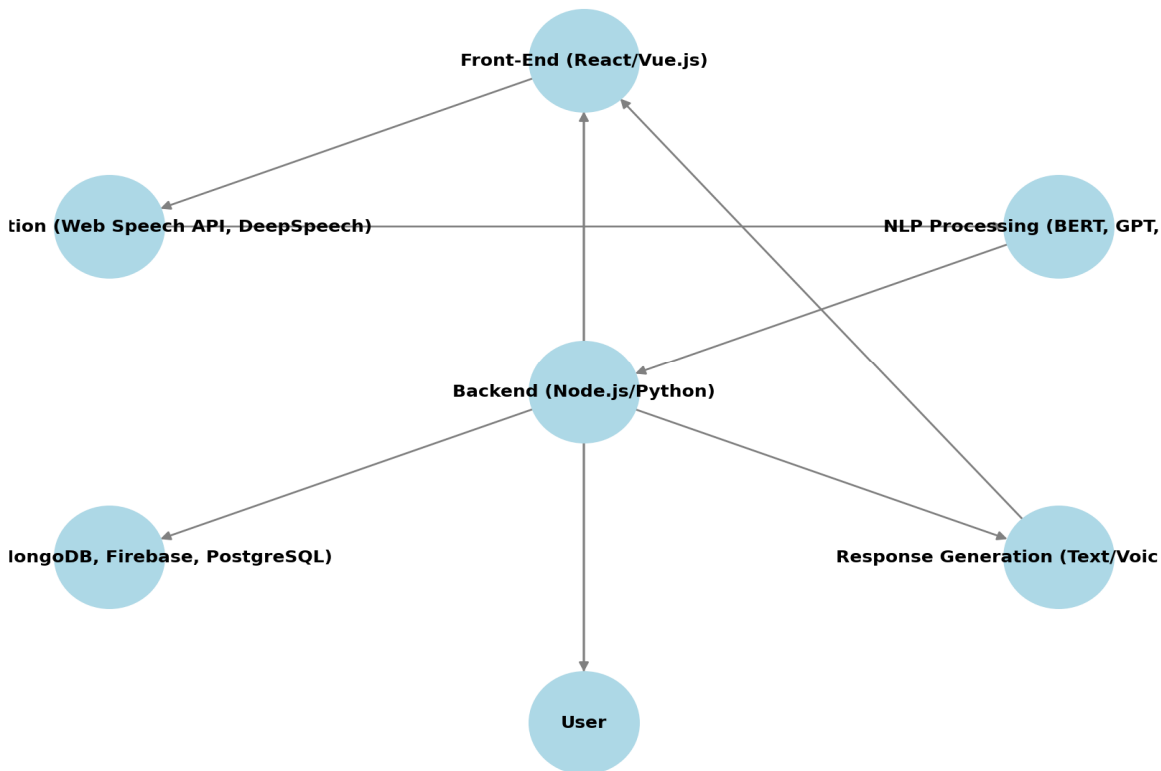 Front-End (React/Vue.js)
tion (Web Speech API, DeepSpeech)
NLP Processing (BERT, GPT,
Backend (Node.js/Python)
MongoDB, Firebase, PostgreSQL)
Response Generation (Text/Voic
User